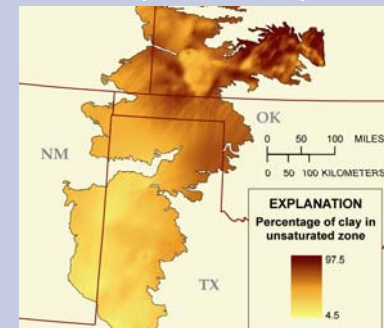 OK
NM
0 50 100 MILES
0 50 100 KILOMETERS
EXPLANATION
Percentage of clay in
unsaturated zone
97.5
4.5
TX